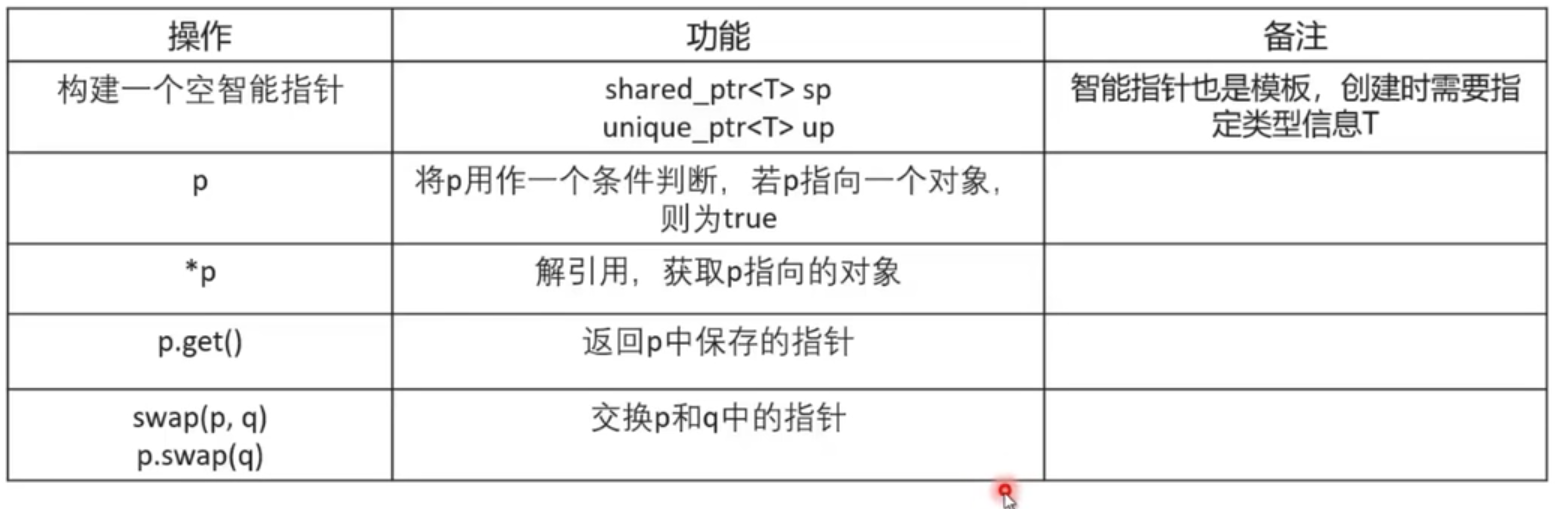 操作
功能
备注
构建一个空智能指针
shared_ptr<T> sp
unique_ptr<T> up
智能指针也是模板，创建时需要指
定类型信息T
p
将p用作一个条件判断，若p指向一个对象，
则为true
*p
解引用，获取p指向的对象
p.get()
返回p中保存的指针
swap(p, q)
p.swap(q)
交换p和q中的指针